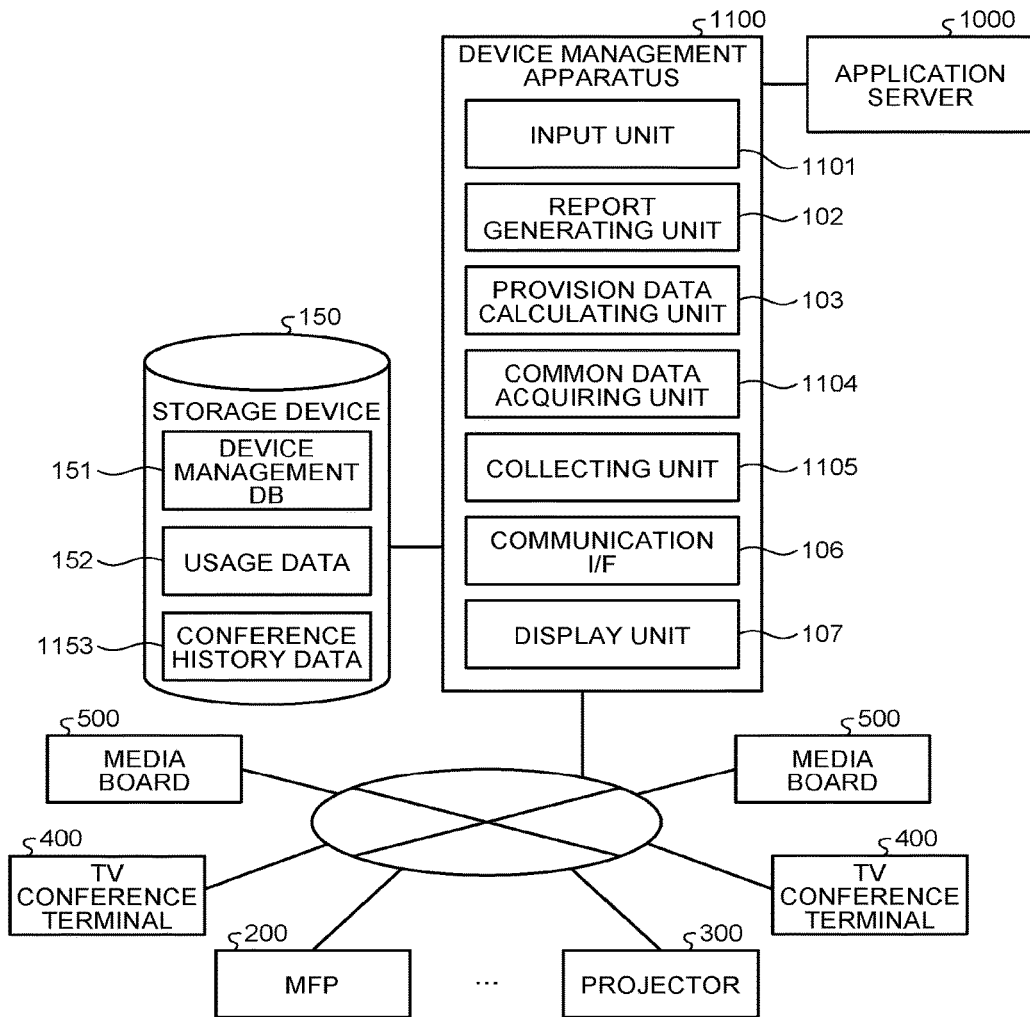 1100
1000
DEVICE MANAGEMENT
APPARATUS
APPLICATION
SERVER
INPUT UNIT
1101
REPORT
GENERATING UNIT
102
PROVISION DATA
CALCULATING UNIT
103
COMMON DATA
ACQUIRING UNIT
1104
COLLECTING UNIT
1105
COMMUNICATION
I/F
106
DISPLAY UNIT
107
150
STORAGE DEVICE
151
DEVICE
MANAGEMENT
DB
152
USAGE DATA
1153
CONFERENCE
HISTORY DATA
500
MEDIA
BOARD
500
MEDIA
BOARD
400
TV
CONFERENCE
TERMINAL
400
TV
CONFERENCE
TERMINAL
200
MFP
...
300
PROJECTOR